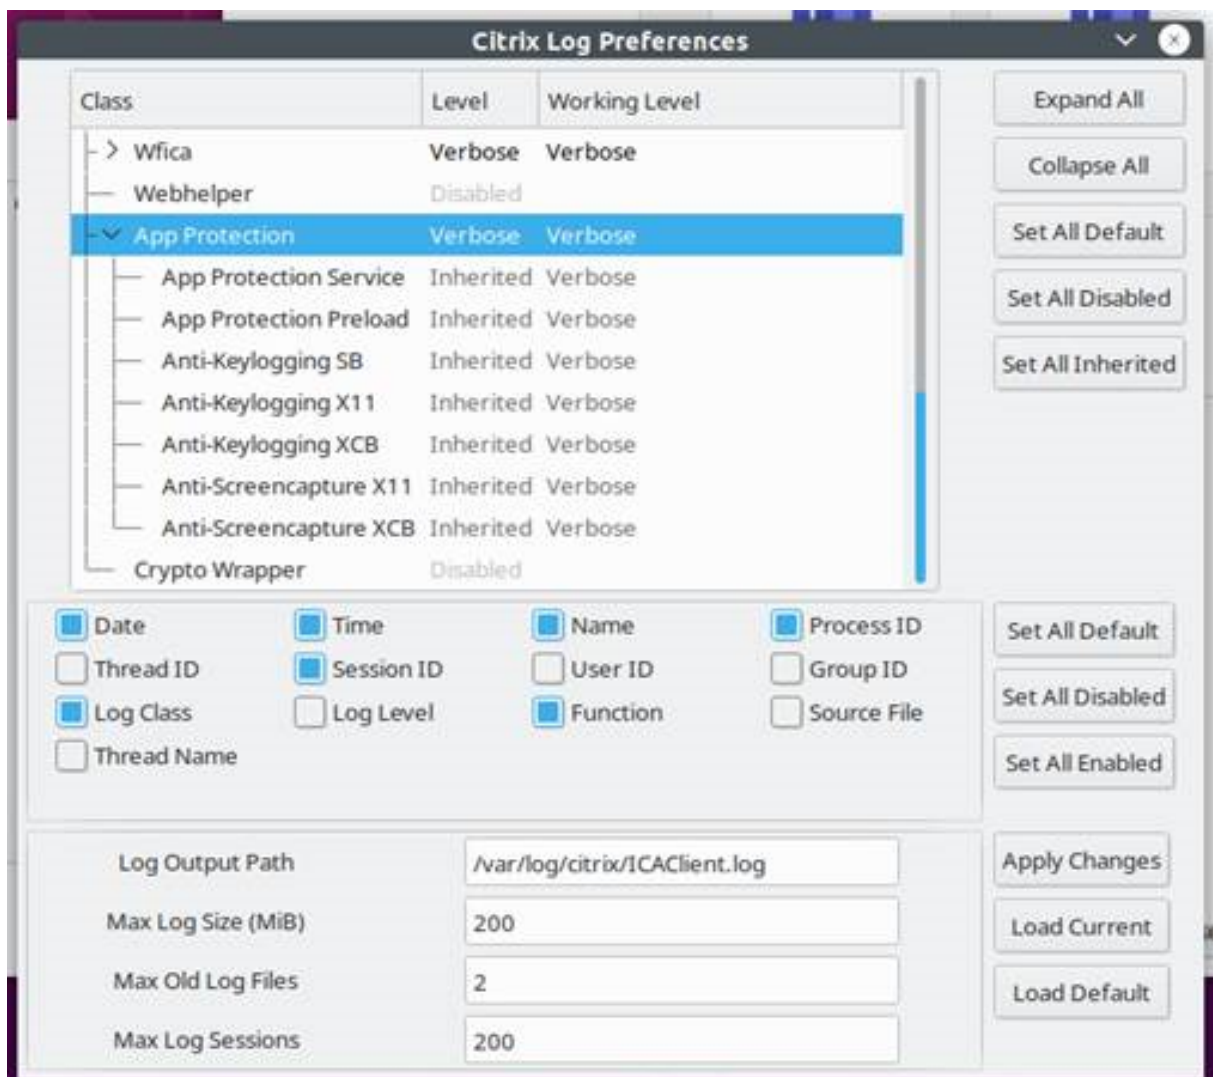 Citrix Log Preferences
Class Level Working Level
Wfica Verbose Verbose
Webhelper Disabled
App Protection Verbose Verbose
App Protection Service Inherited Verbose
App Protection Preload Inherited Verbose
Anti-Keylogging SB Inherited Verbose
Anti-Keylogging X11 Inherited Verbose
Anti-Keylogging XCB Inherited Verbose
Anti-Screencapture X11 Inherited Verbose
Anti-Screencapture XCB Inherited Verbose
Crypto Wrapper Disabled
Expand All
Collapse All
Set All Default
Set All Disabled
Set All Inherited
Date Time Name Process ID
Thread ID Session ID User ID Group ID
Log Class Log Level Function Source File
Thread Name
Set All Default
Set All Disabled
Set All Enabled
Log Output Path /var/log/citrix/ICAClient.log
Max Log Size (MiB) 200
Max Old Log Files 2
Max Log Sessions 200
Apply Changes
Load Current
Load Default